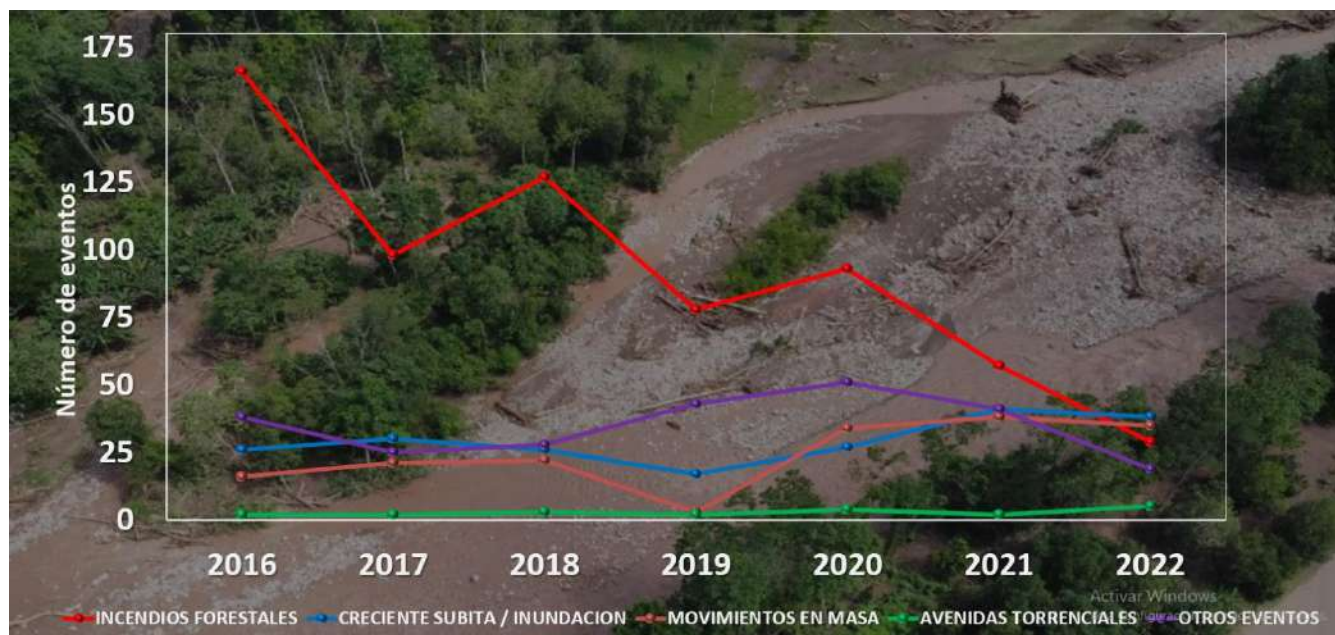 175
150
125
100
75
50
25
0
Número de eventos
2016 2017 2018 2019 2020 2021 2022
INCENDIOS FORESTALES CRECIENTE SUBITA / INUNDACION MOVIMIENTOS EN MASA AVENIDAS TORRENCIALES OTROS EVENTOS
Activar Windows